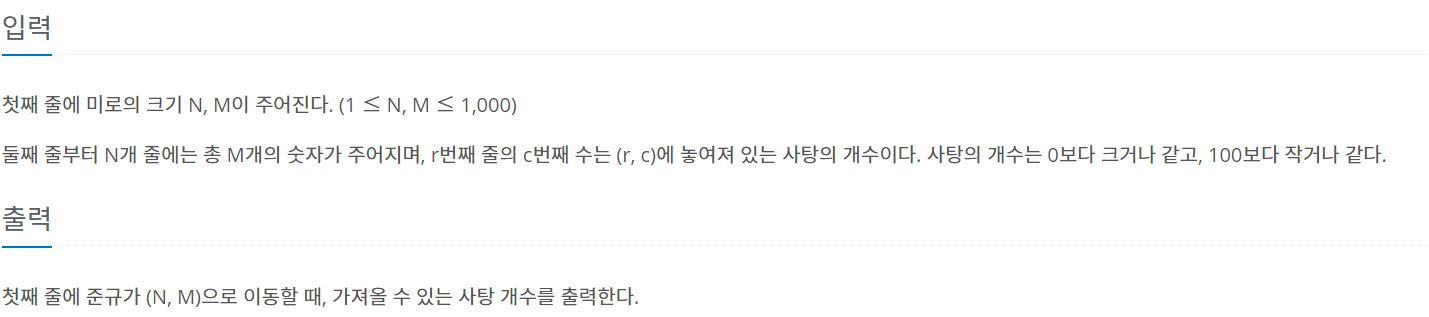 입력
첫째 줄에 미로의 크기 N, M이 주어진다. (1 ≤ N, M ≤ 1,000)
둘째 줄부터 N개 줄에는 총 M개의 숫자가 주어지며, r번째 줄의 c번째 수는 (r, c)에 놓여져 있는 사탕의 개수이다. 사탕의 개수는 0보다 크거나 같고, 100보다 작거나 같다.
출력
첫째 줄에 준규가 (N, M)으로 이동할 때, 가져올 수 있는 사탕 개수를 출력한다.